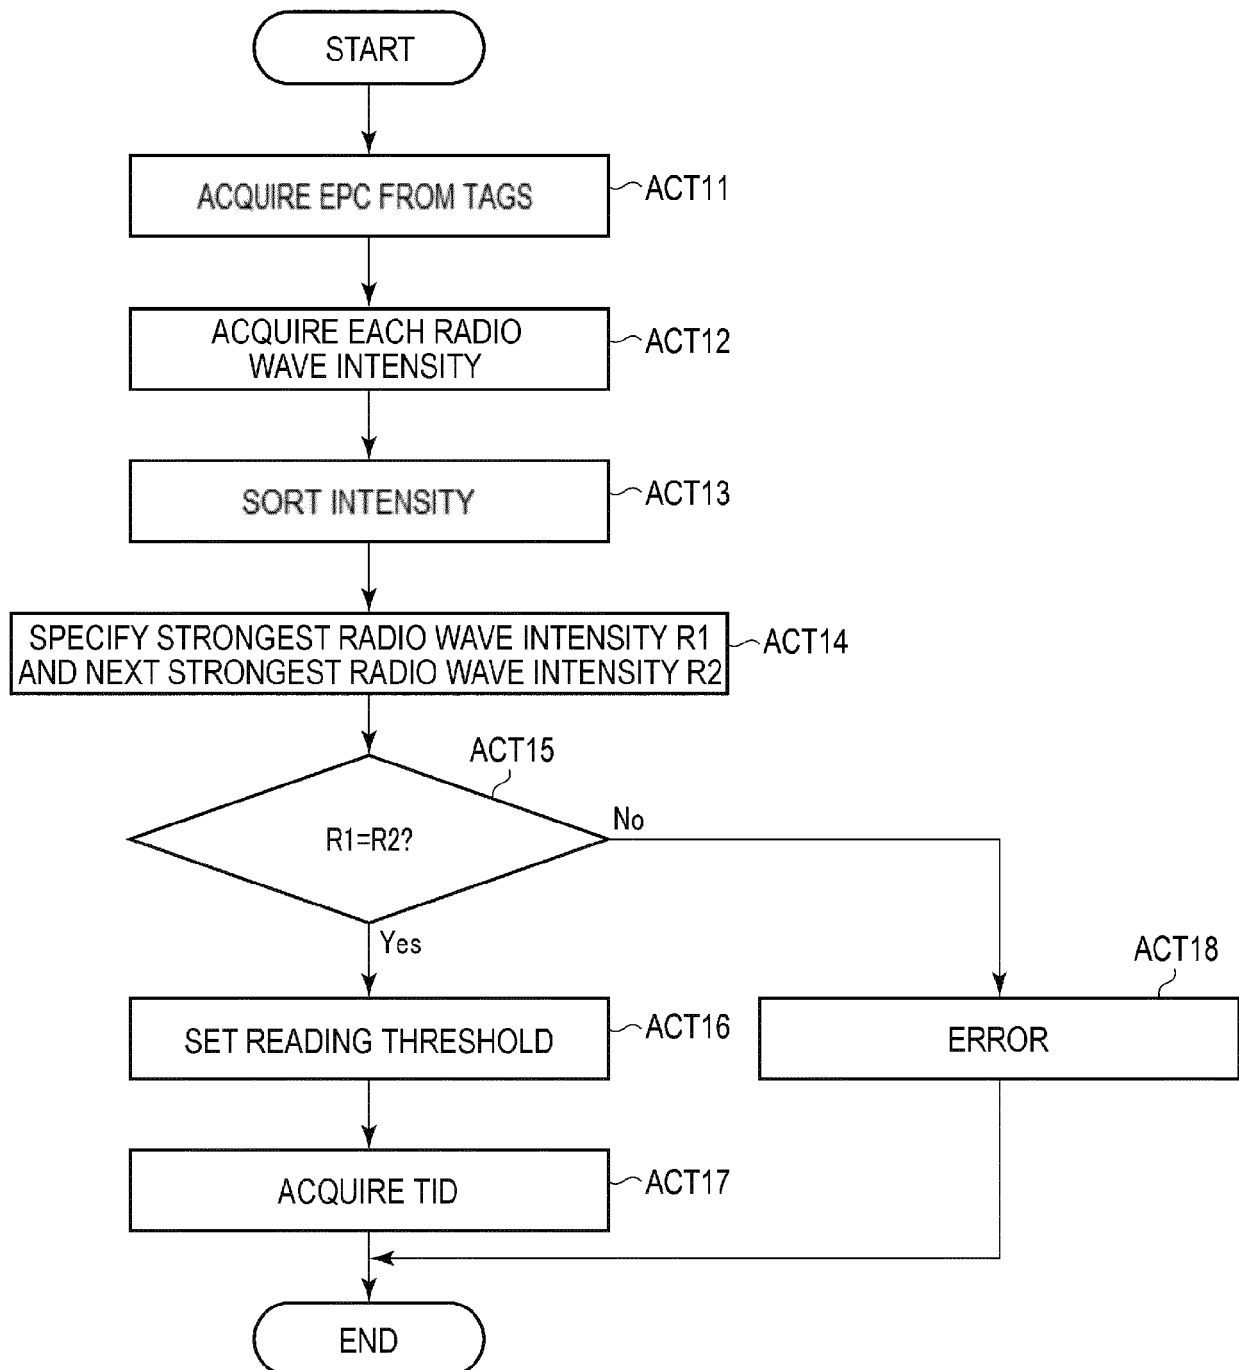 START
ACQUIRE EPC FROM TAGS
ACT11
ACQUIRE EACH RADIO
WAVE INTENSITY
ACT12
SORT INTENSITY
ACT13
SPECIFY STRONGEST RADIO WAVE INTENSITY R1
AND NEXT STRONGEST RADIO WAVE INTENSITY R2
ACT14
ACT15
R1=R2?
No
Yes
ACT18
SET READING THRESHOLD
ACT16
ERROR
ACQUIRE TID
ACT17
END